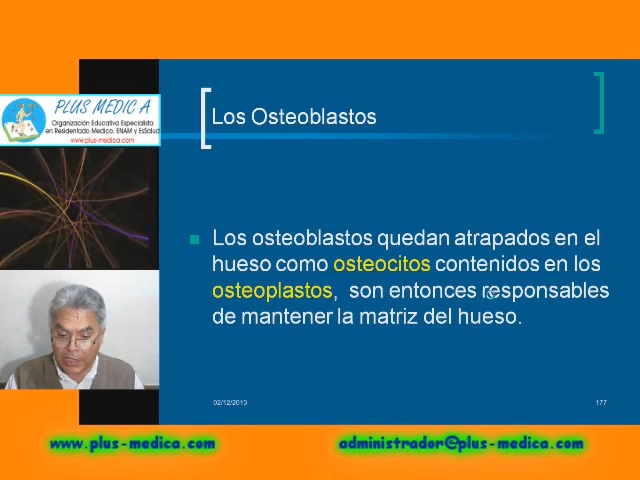 PLUS MEDIC A
Organización Educativa Especialista
en Residentado Medico, ENAM y EsSalud
www.plus-medica.com
Los Osteoblastos
Los osteoblastos quedan atrapados en el
hueso como osteocitos contenidos en los
osteoplastos, son entonces responsables
de mantener la matriz del hueso.
02/12/2013
177
www.plus-medica.com
administrador@plus-medica.com